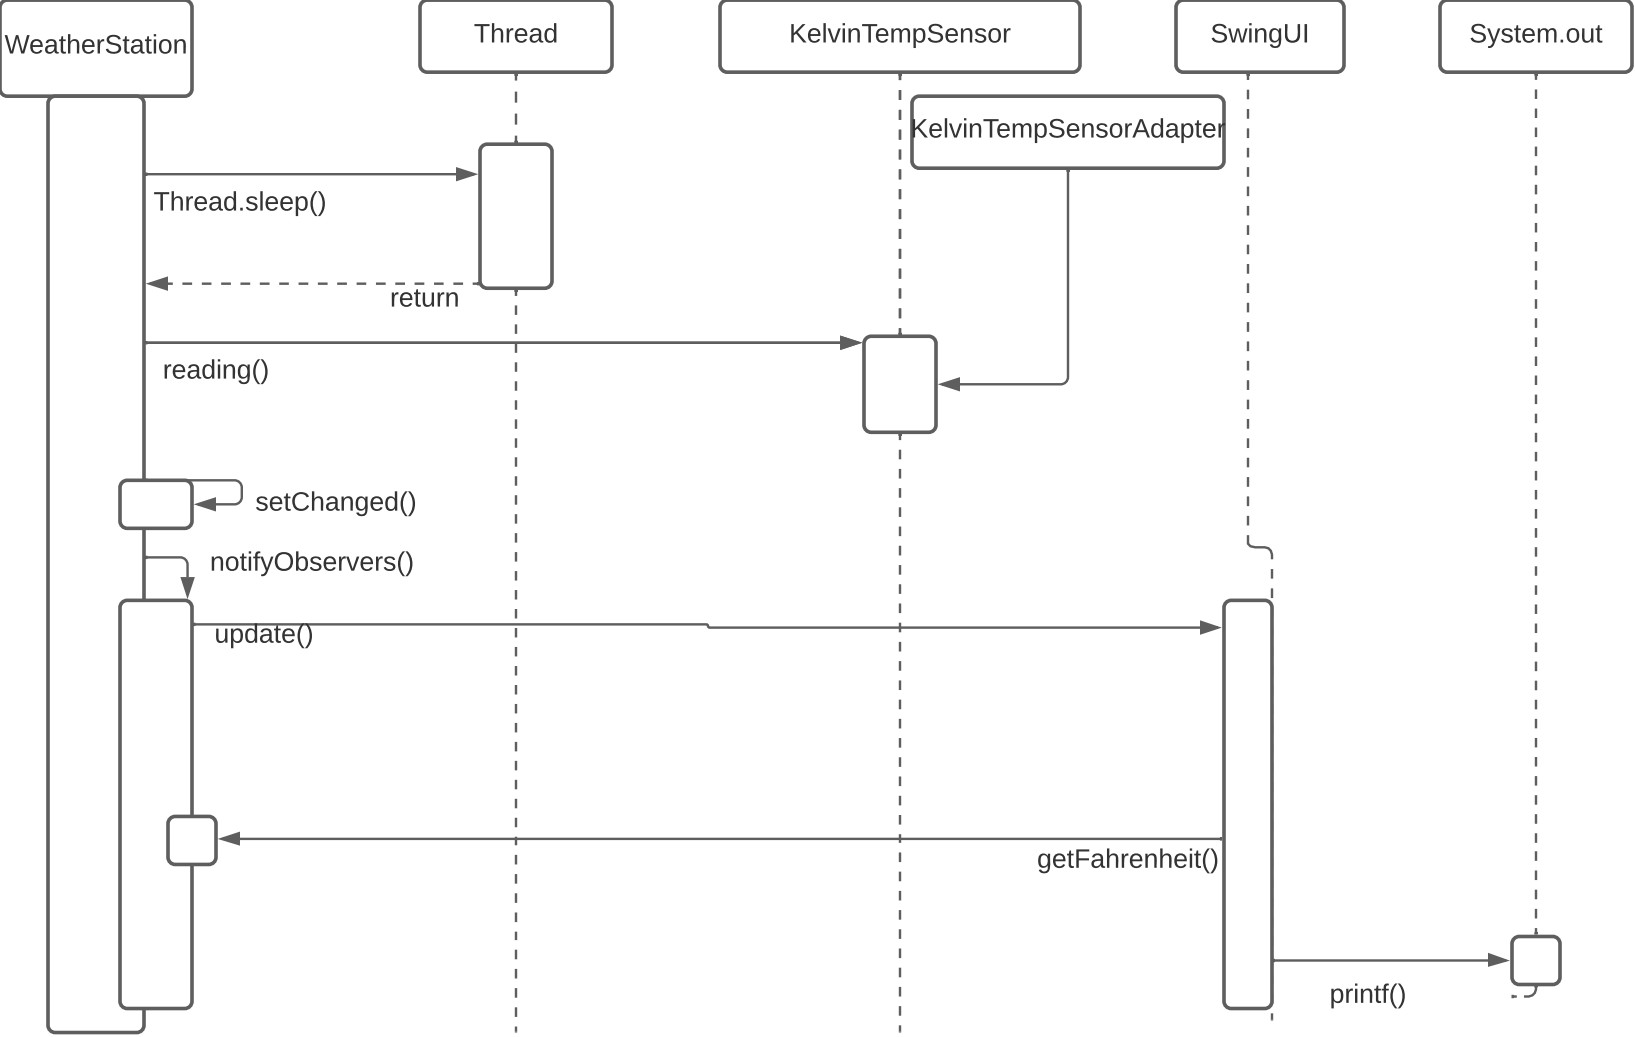 WeatherStation
Thread
KelvinTempSensor
SwingUI
System.out
KelvinTempSensorAdapter
Thread.sleep()
return
reading()
setChanged()
notifyObservers()
update()
getFahrenheit()
printf()